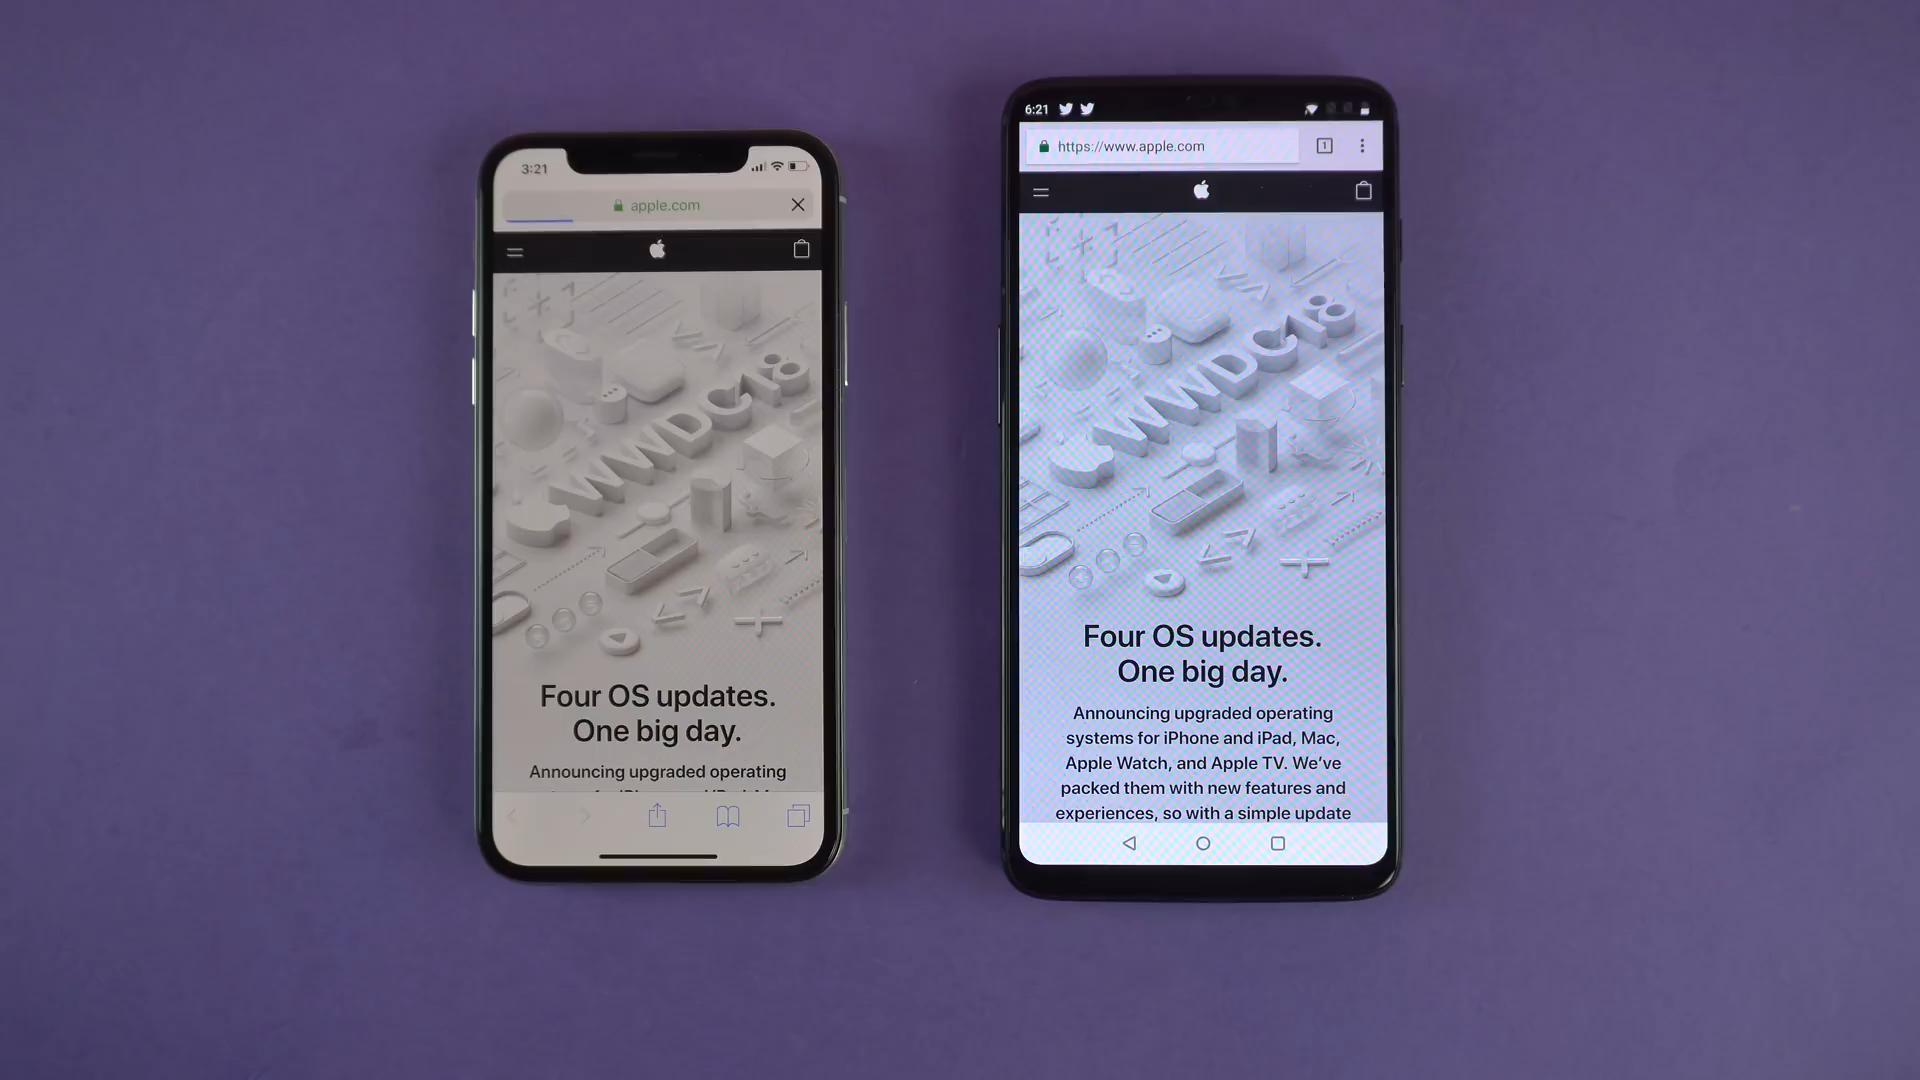 3:21
apple.com
WWDC18
Four OS updates.
One big day.
Announcing upgraded operating
6:21
https://www.apple.com
1
WWDC18
Four OS updates.
One big day.
Announcing upgraded operating
systems for iPhone and iPad, Mac,
Apple Watch, and Apple TV. We’ve
packed them with new features and
experiences, so with a simple update